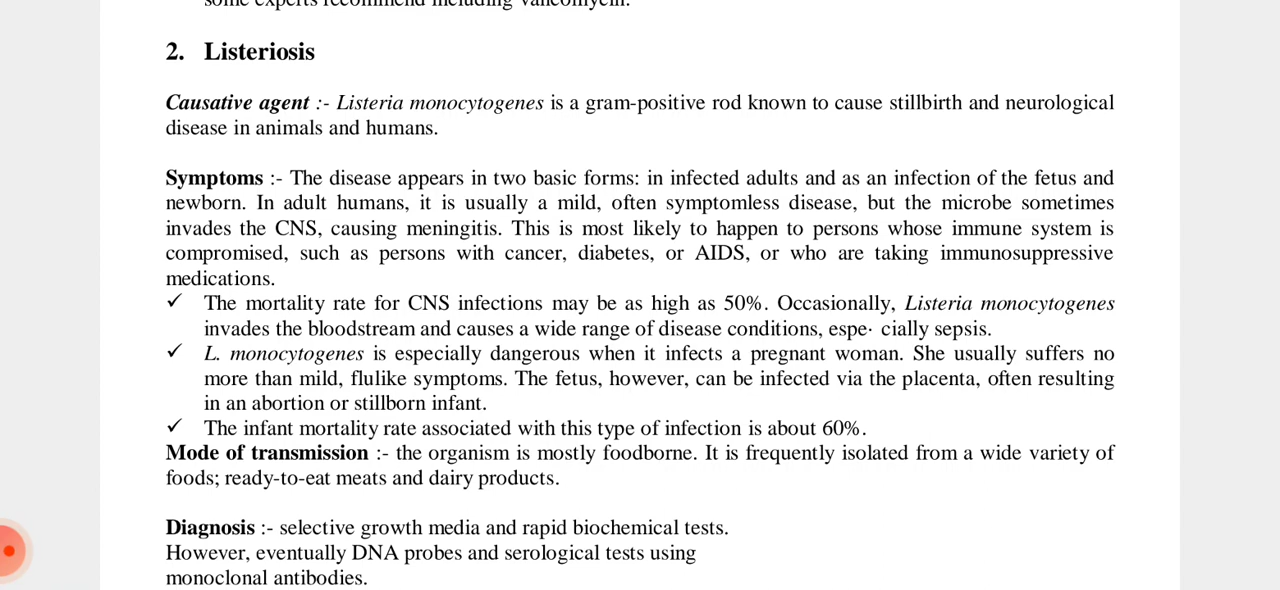 some experts recommend including vancomycin.
2. Listeriosis
Causative agent :- Listeria monocytogenes is a gram-positive rod known to cause stillbirth and neurological
disease in animals and humans.
Symptoms :- The disease appears in two basic forms: in infected adults and as an infection of the fetus and
newborn. In adult humans, it is usually a mild, often symptomless disease, but the microbe sometimes
invades the CNS, causing meningitis. This is most likely to happen to persons whose immune system is
compromised, such as persons with cancer, diabetes, or AIDS, or who are taking immunosuppressive
medications.
✓ The mortality rate for CNS infections may be as high as 50%. Occasionally, Listeria monocytogenes
invades the bloodstream and causes a wide range of disease conditions, espe· cially sepsis.
✓ L. monocytogenes is especially dangerous when it infects a pregnant woman. She usually suffers no
more than mild, flulike symptoms. The fetus, however, can be infected via the placenta, often resulting
in an abortion or stillborn infant.
✓ The infant mortality rate associated with this type of infection is about 60%.
Mode of transmission :- the organism is mostly foodborne. It is frequently isolated from a wide variety of
foods; ready-to-eat meats and dairy products.
Diagnosis :- selective growth media and rapid biochemical tests.
However, eventually DNA probes and serological tests using
monoclonal antibodies.